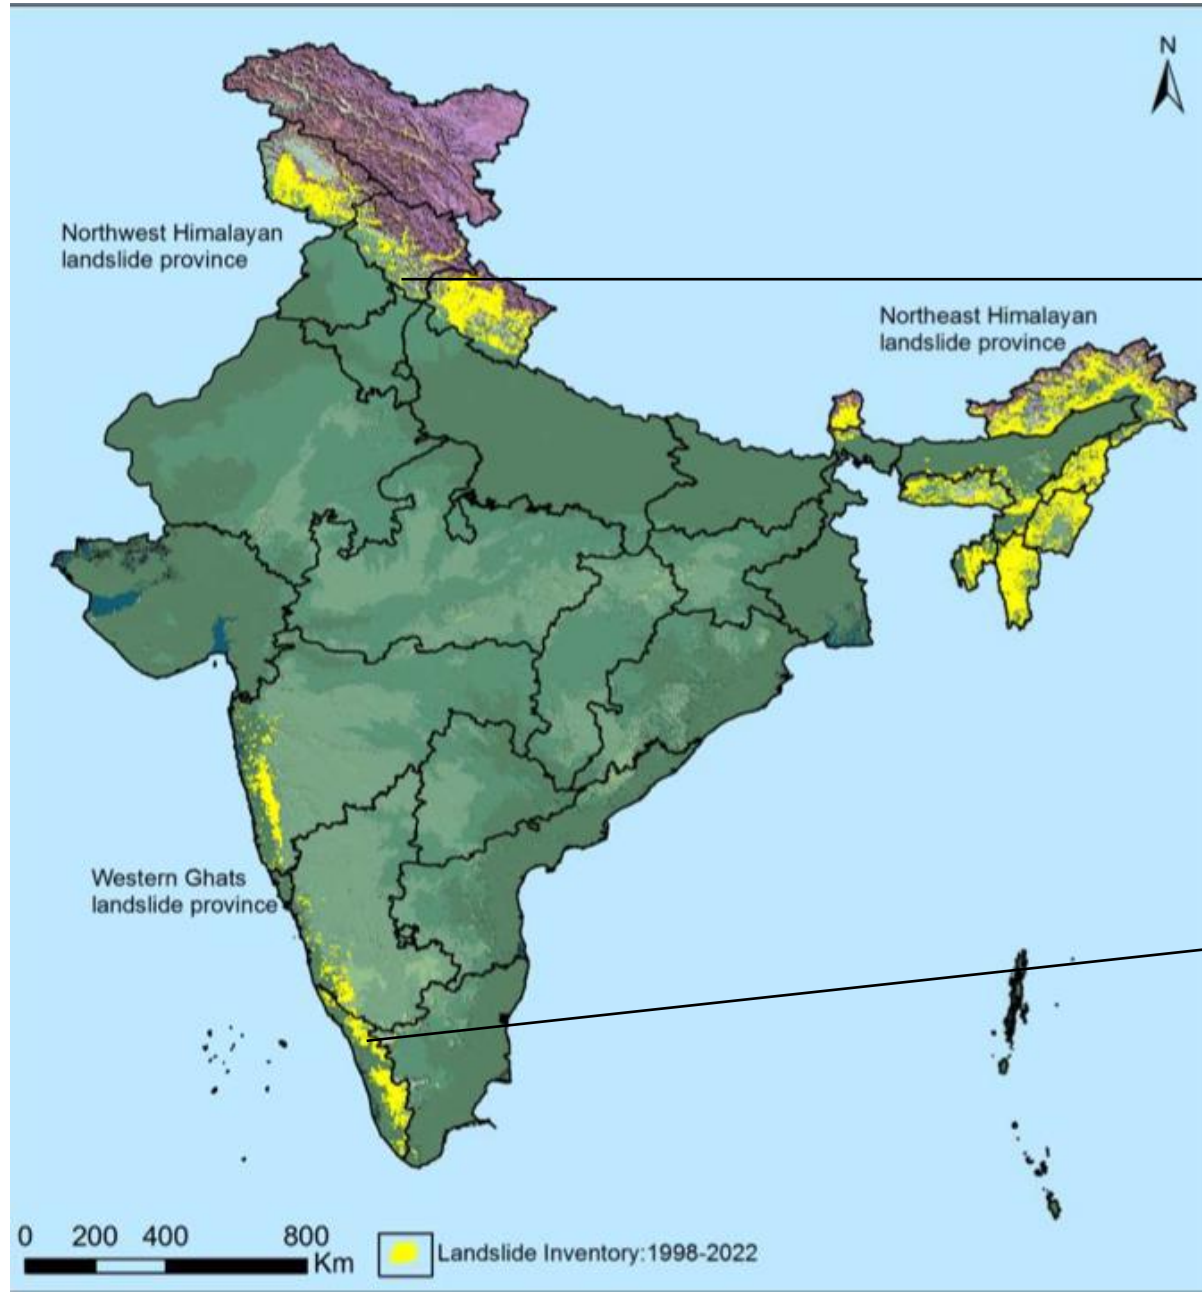 N
Northwest Himalayan
landslide province
Northeast Himalayan
landslide province
Western Ghats
landslide province
0 200 400 800
Km
Landslide Inventory:1998-2022